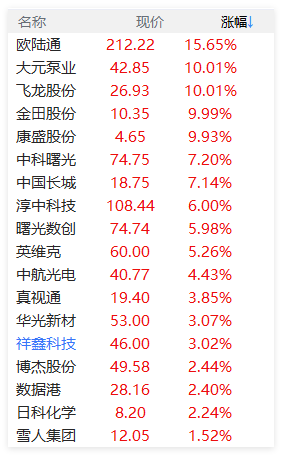 名称 现价 涨幅↓
欧陆通 212.22 15.65%
大元泵业 42.85 10.01%
飞龙股份 26.93 10.01%
金田股份 10.35 9.99%
康盛股份 4.65 9.93%
中科曙光 74.75 7.20%
中国长城 18.75 7.14%
淳中科技 108.44 6.00%
曙光数创 74.74 5.98%
英维克 60.00 5.26%
中航光电 40.77 4.43%
真视通 19.40 3.85%
华光新材 53.00 3.07%
祥鑫科技 46.00 3.02%
博杰股份 49.58 2.44%
数据港 28.16 2.40%
日科化学 8.20 2.24%
雪人集团 12.05 1.52%